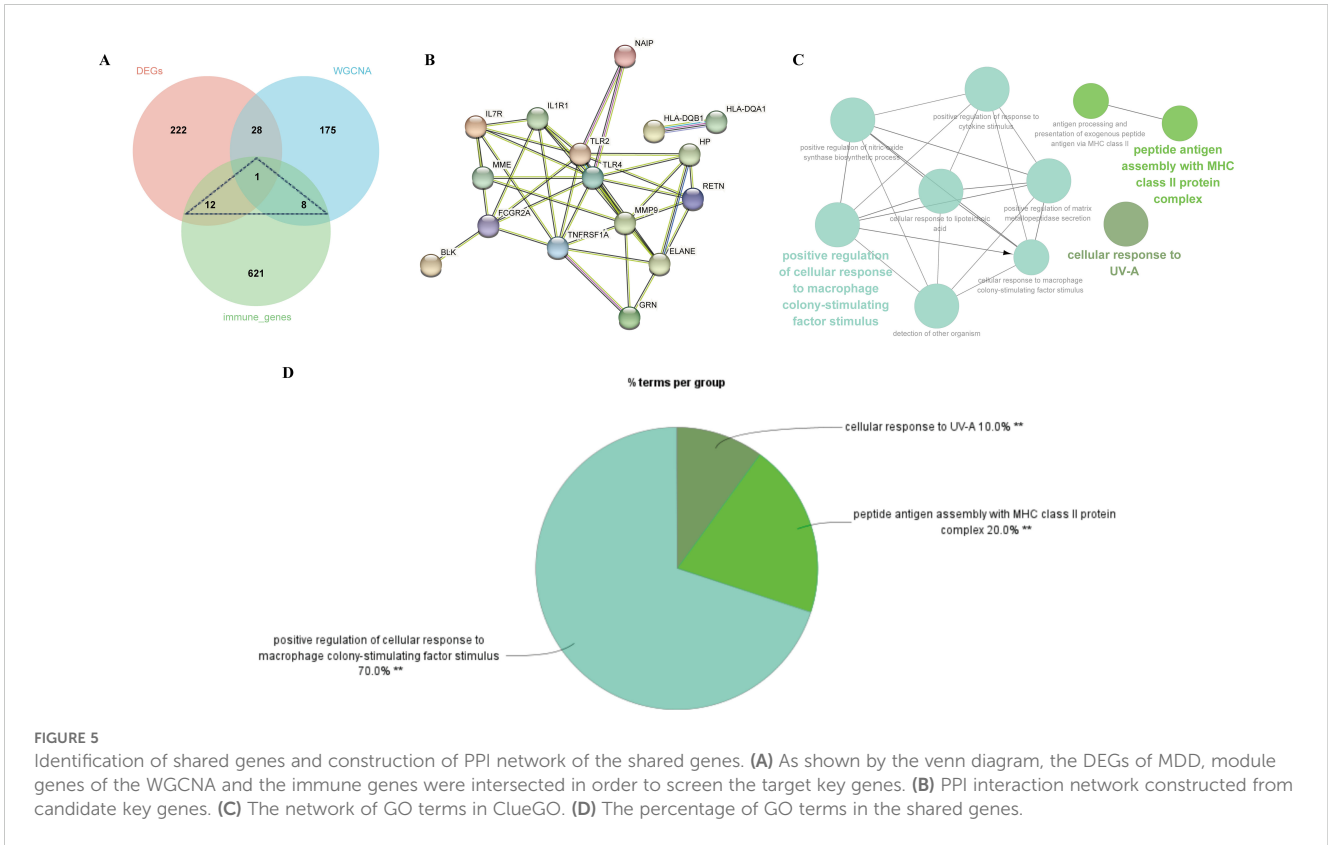 A
DEGs
WGCNA
222
28
175
1
12
8
621
immune_genes
B
NAIP
IL7R
IL1R1
HLA-DQB1
HLA-DQA1
TLR2
HP
MME
TLR4
RETN
FCGR2A
MMP9
TNFRSF1A
BLK
ELANE
GRN
C
positive regulation of response to
cytokine stimulus
positive regulation of nitric-oxide
synthase biosynthetic process
antigen processing and
presentation of exogenous peptide
antigen via MHC class II
peptide antigen
assembly with MHC
class II protein
complex
cellular response to lipoteichoic
acid
positive regulation of matrix
metallopeptidase secretion
cellular response to
UV-A
positive regulation
of cellular response
to macrophage
colony-stimulating
factor stimulus
cellular response to macrophage
colony-stimulating factor stimulus
detection of other organism
D
% terms per group
cellular response to UV-A 10.0% **
peptide antigen assembly with MHC class II protein
complex 20.0% **
positive regulation of cellular response to
macrophage colony-stimulating factor stimulus
70.0% **
FIGURE 5
Identification of shared genes and construction of PPI network of the shared genes. (A) As shown by the venn diagram, the DEGs of MDD, module
genes of the WGCNA and the immune genes were intersected in order to screen the target key genes. (B) PPI interaction network constructed from
candidate key genes. (C) The network of GO terms in ClueGO. (D) The percentage of GO terms in the shared genes.